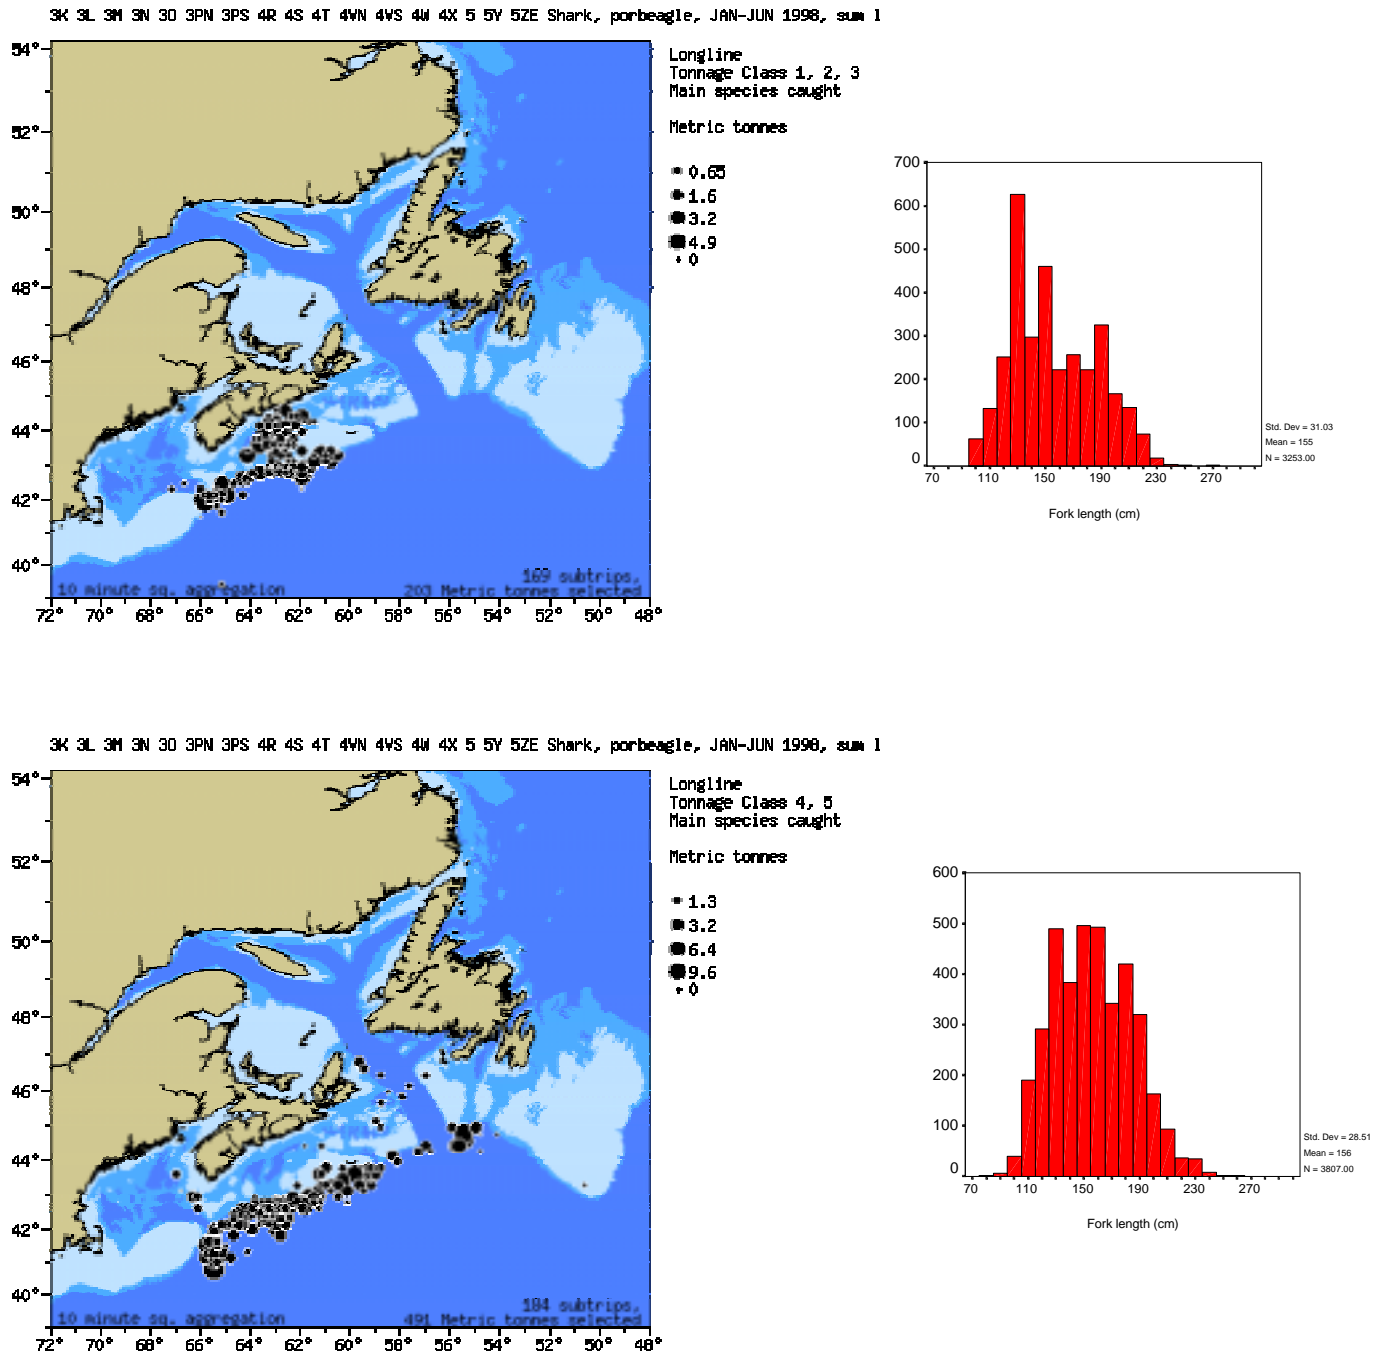 3K 3L 3M 3N 3O 3PN 3PS 4R 4S 4T 4VN 4VS 4W 4X 5 5Y 5ZE Shark, porbeagle, JAN-JUN 1998, sum l
54°
52°
50°
48°
46°
44°
42°
40°
72° 70° 68° 66° 64° 62° 60° 58° 56° 54° 52° 50° 48°
169 subtrips,
10 minute sq. aggregation
203 Metric tonnes selected
Longline
Tonnage Class 1, 2, 3
Main species caught
Metric tonnes
0.65
1.6
3.2
4.9
0
700
600
500
400
300
200
100
0
70 110 150 190 230 270
Fork length (cm)
Std. Dev = 31.03
Mean = 155
N = 3253.00
3K 3L 3M 3N 3O 3PN 3PS 4R 4S 4T 4VN 4VS 4W 4X 5 5Y 5ZE Shark, porbeagle, JAN-JUN 1998, sum l
54°
52°
50°
48°
46°
44°
42°
40°
72° 70° 68° 66° 64° 62° 60° 58° 56° 54° 52° 50° 48°
184 subtrips,
10 minute sq. aggregation
491 Metric tonnes selected
Longline
Tonnage Class 4, 5
Main species caught
Metric tonnes
1.3
3.2
6.4
9.6
0
600
500
400
300
200
100
0
70 110 150 190 230 270
Fork length (cm)
Std. Dev = 28.51
Mean = 156
N = 3807.00